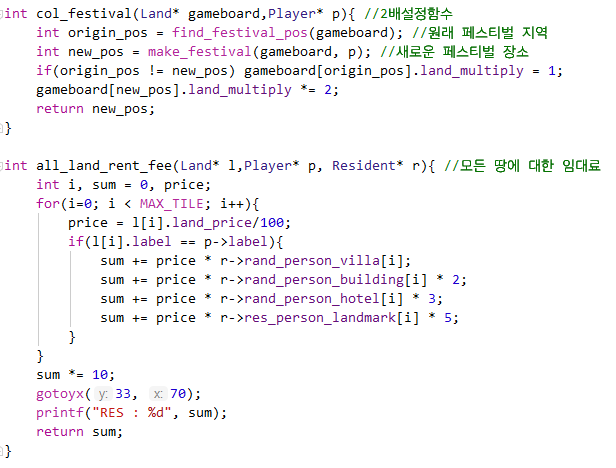 int col_festival(Land* gameboard,Player* p){ //2배설정함수
    int origin_pos = find_festival_pos(gameboard); //원래 페스티벌 지역
    int new_pos = make_festival(gameboard, p); //새로운 페스티벌 장소
    if(origin_pos != new_pos) gameboard[origin_pos].land_multiply = 1;
    gameboard[new_pos].land_multiply *= 2;
    return new_pos;
}
int all_land_rent_fee(Land* l,Player* p, Resident* r){ //모든 땅에 대한 임대료
    int i, sum = 0, price;
    for(i=0; i < MAX_TILE; i++){
        price = l[i].land_price/100;
        if(l[i].label == p->label){
            sum += price * r->rand_person_villa[i];
            sum += price * r->rand_person_building[i] * 2;
            sum += price * r->rand_person_hotel[i] * 3;
            sum += price * r->res_person_landmark[i] * 5;
        }
    }
    sum *= 10;
    gotoyx( y: 33, x: 70);
    printf("RES : %d", sum);
    return sum;
}